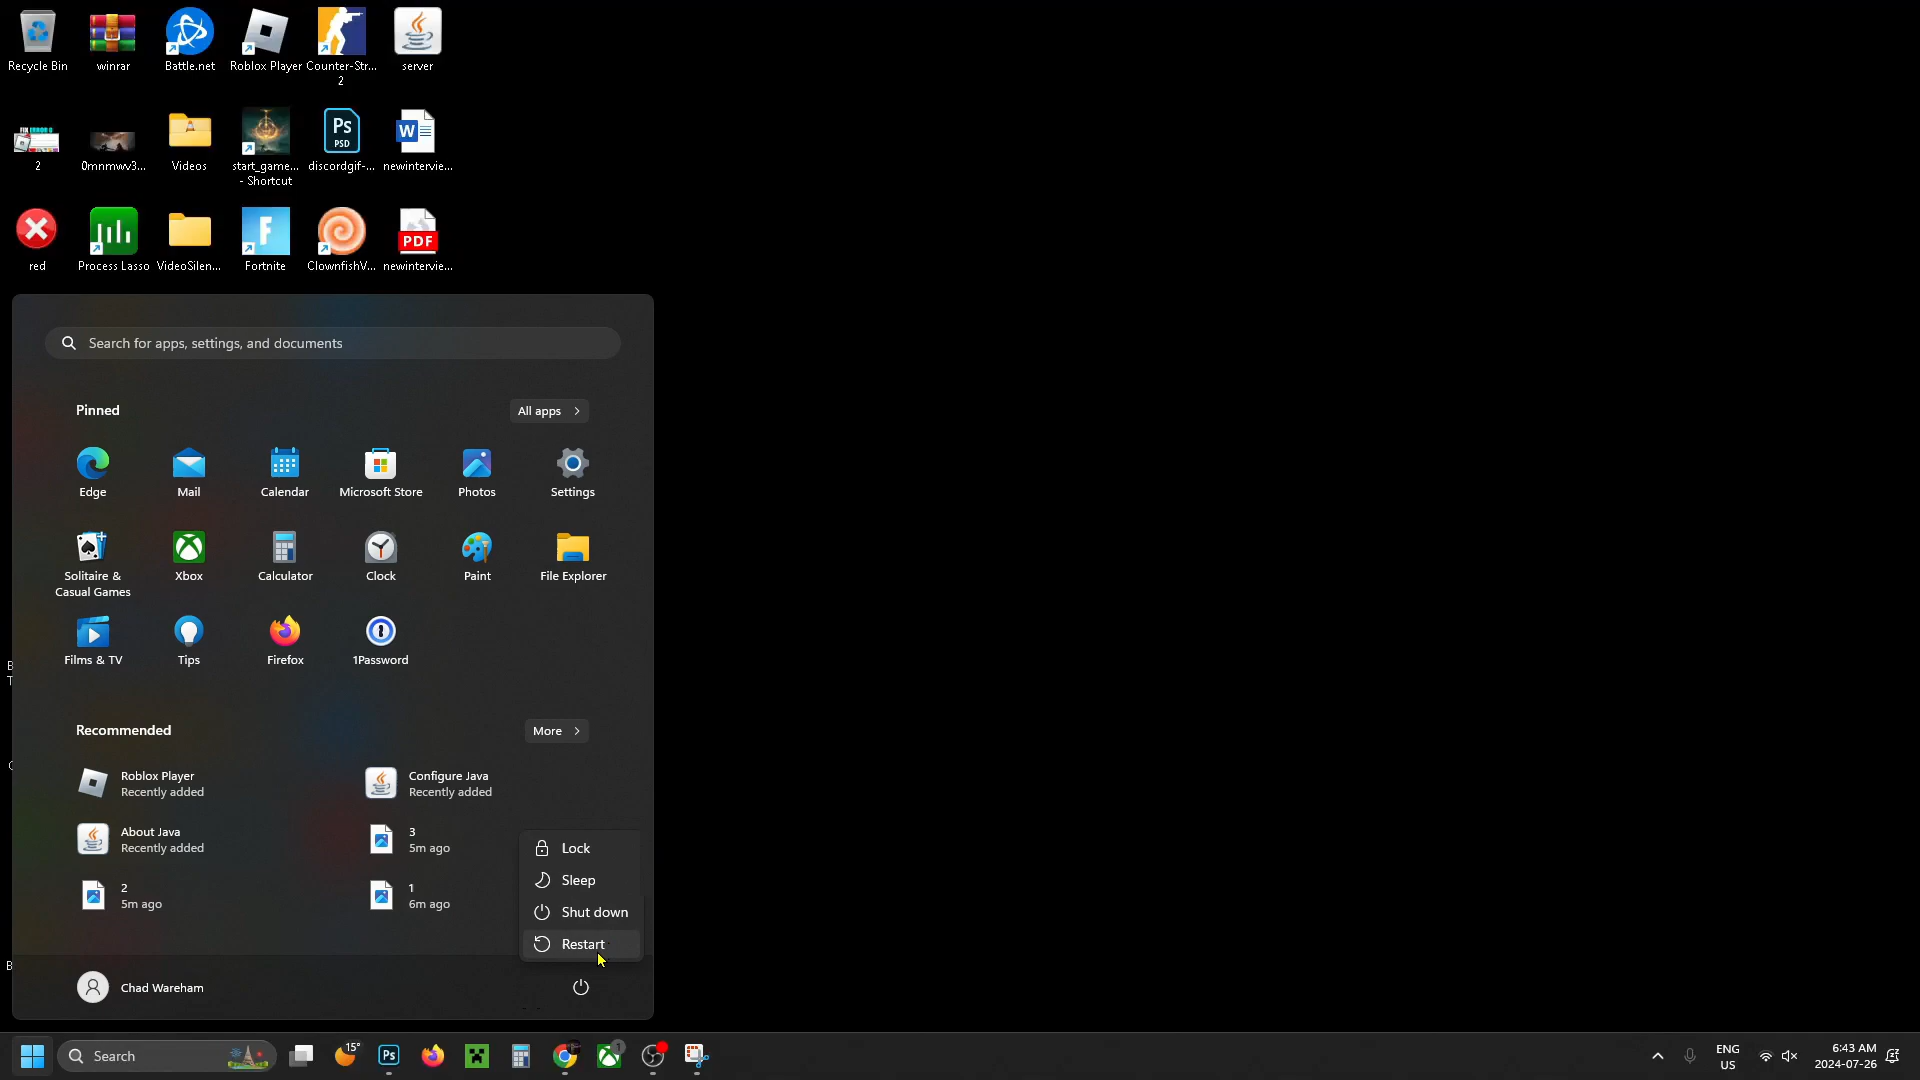 Recycle Bin
winrar
Battle.net
Roblox Player
Counter-Str...
2
server
2
0mnmwv3...
Videos
start_game...
- Shortcut
discordgif-...
newintervie...
red
Process Lasso
VideoSilen...
Fortnite
ClownfishV...
newintervie...
Ps
PSD
W
PDF
Search for apps, settings, and documents
Pinned
All apps
Edge
Mail
Calendar
Microsoft Store
Photos
Settings
Solitaire &
Casual Games
Xbox
Calculator
Clock
Paint
File Explorer
Films & TV
Tips
Firefox
1Password
Recommended
More
Roblox Player
Recently added
Configure Java
Recently added
About Java
Recently added
3
5m ago
2
5m ago
1
6m ago
Lock
Sleep
Shut down
Restart
Chad Wareham
Search
15°
Ps
1
ENG
US
6:43 AM
2024-07-26